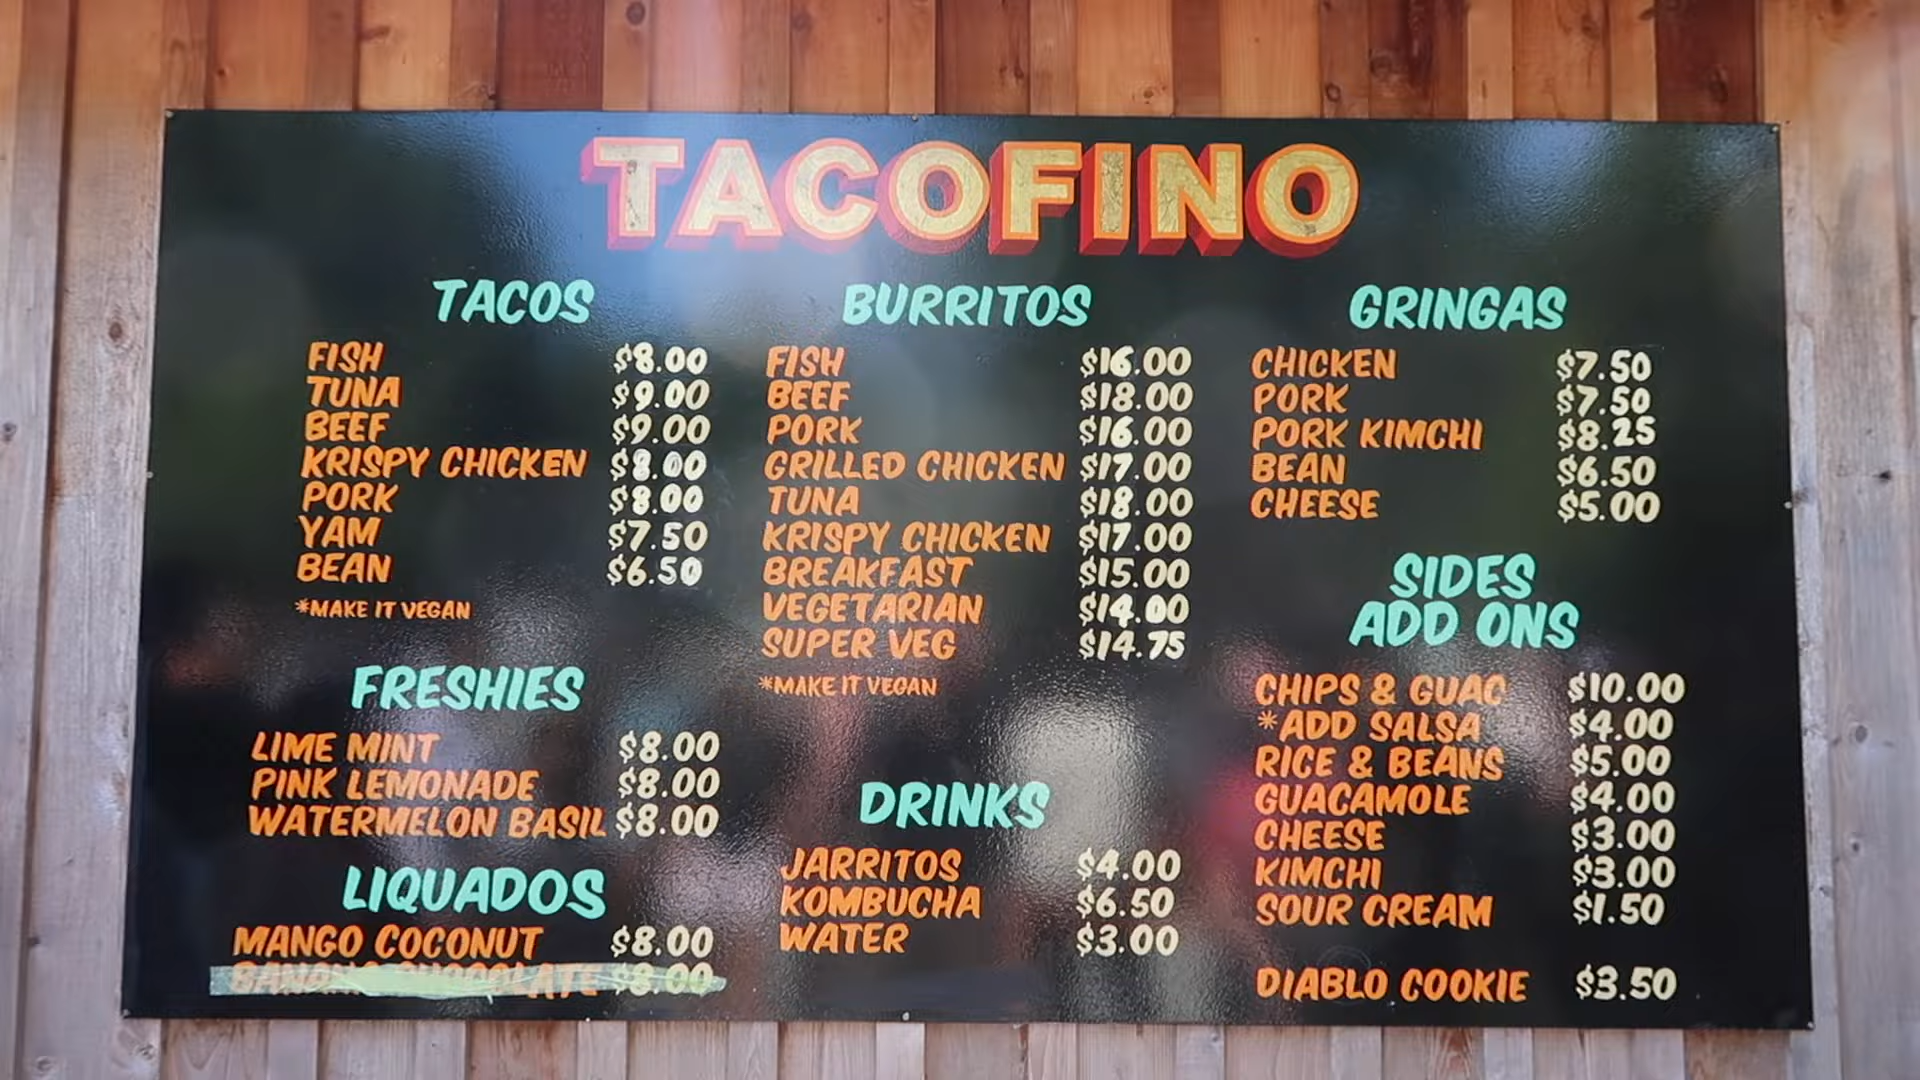 TACOFINO
TACOS
FISH $8.00
TUNA $9.00
BEEF $9.00
KRISPY CHICKEN $8.00
PORK $8.00
YAM $7.50
BEAN $6.50
*MAKE IT VEGAN
FRESHIES
LIME MINT $8.00
PINK LEMONADE $8.00
WATERMELON BASIL $8.00
LIQUADOS
MANGO COCONUT $8.00
BANANA CHOCOLATE $8.00
BURRITOS
FISH $16.00
BEEF $18.00
PORK $16.00
GRILLED CHICKEN $17.00
TUNA $18.00
KRISPY CHICKEN $17.00
BREAKFAST $15.00
VEGETARIAN $14.00
SUPER VEG $14.75
*MAKE IT VEGAN
DRINKS
JARRITOS $4.00
KOMBUCHA $6.50
WATER $3.00
GRINGAS
CHICKEN $7.50
PORK $7.50
PORK KIMCHI $8.25
BEAN $6.50
CHEESE $5.00
SIDES
ADD ONS
CHIPS & GUAC $10.00
*ADD SALSA $4.00
RICE & BEANS $5.00
GUACAMOLE $4.00
CHEESE $3.00
KIMCHI $3.00
SOUR CREAM $1.50
DIABLO COOKIE $3.50